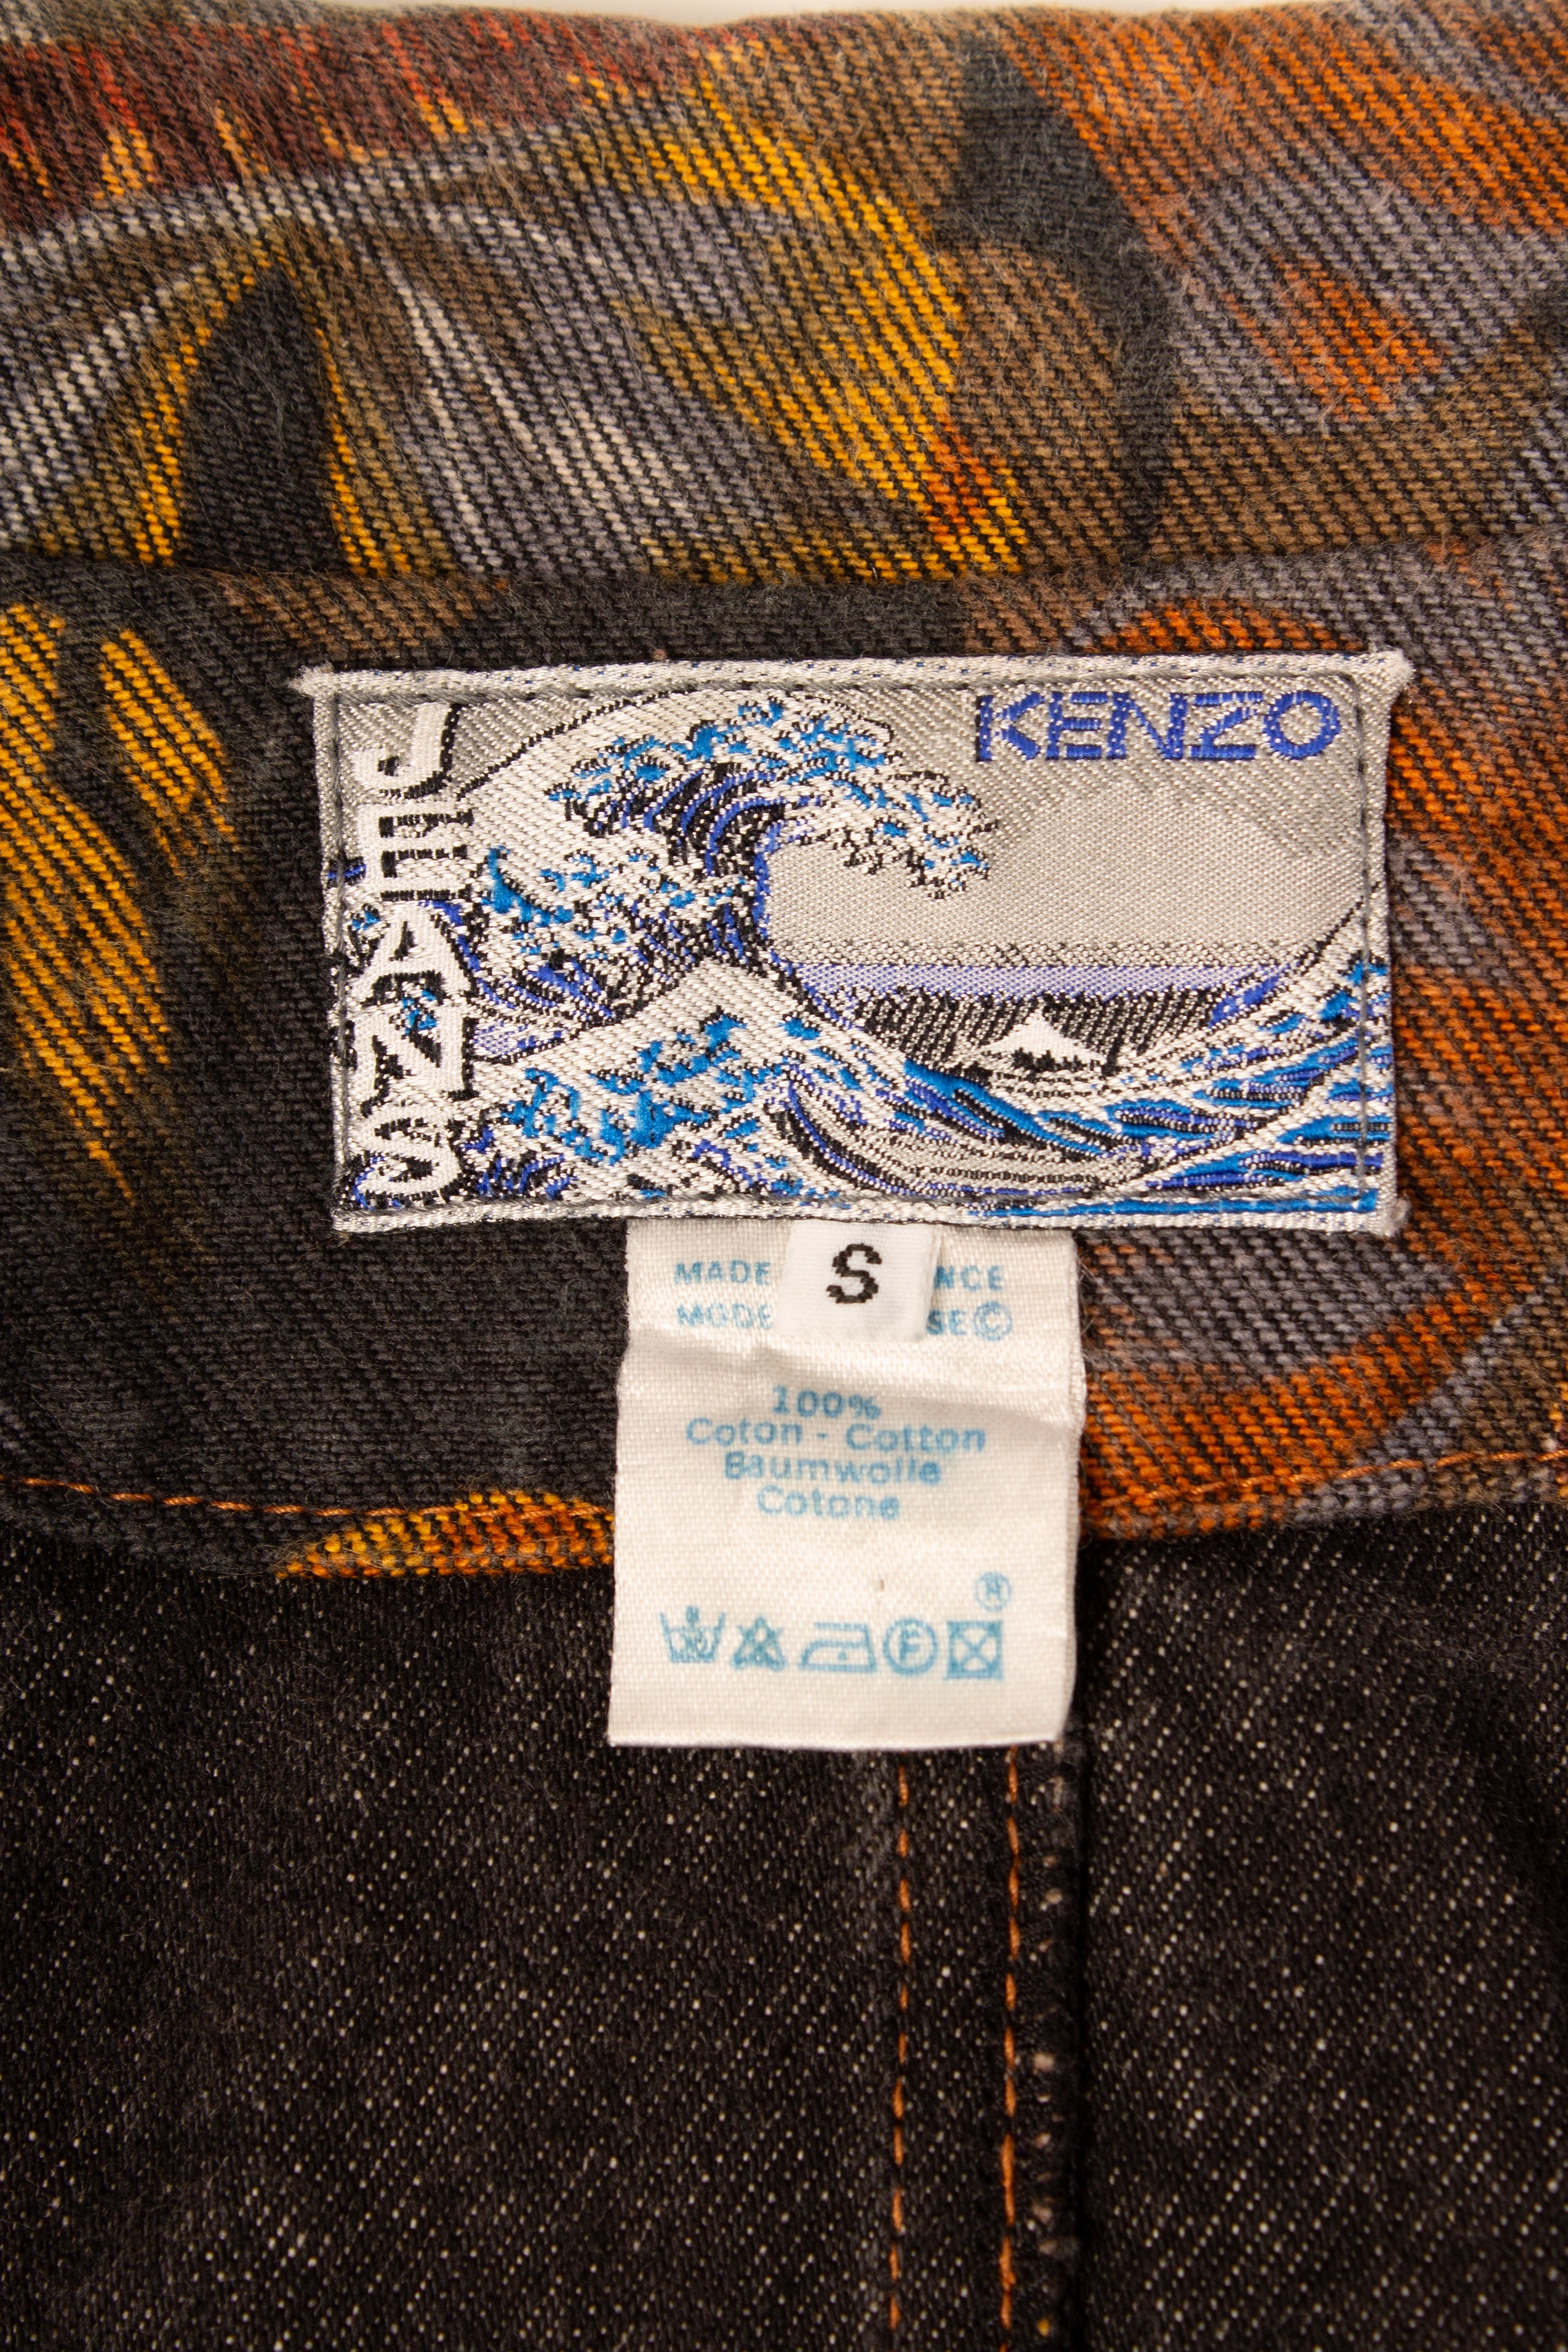 KENZO
JEANS
S
MADE NCE
MODE SE©
100%
Coton - Cotton
Baumwolle
Cotone
®
F